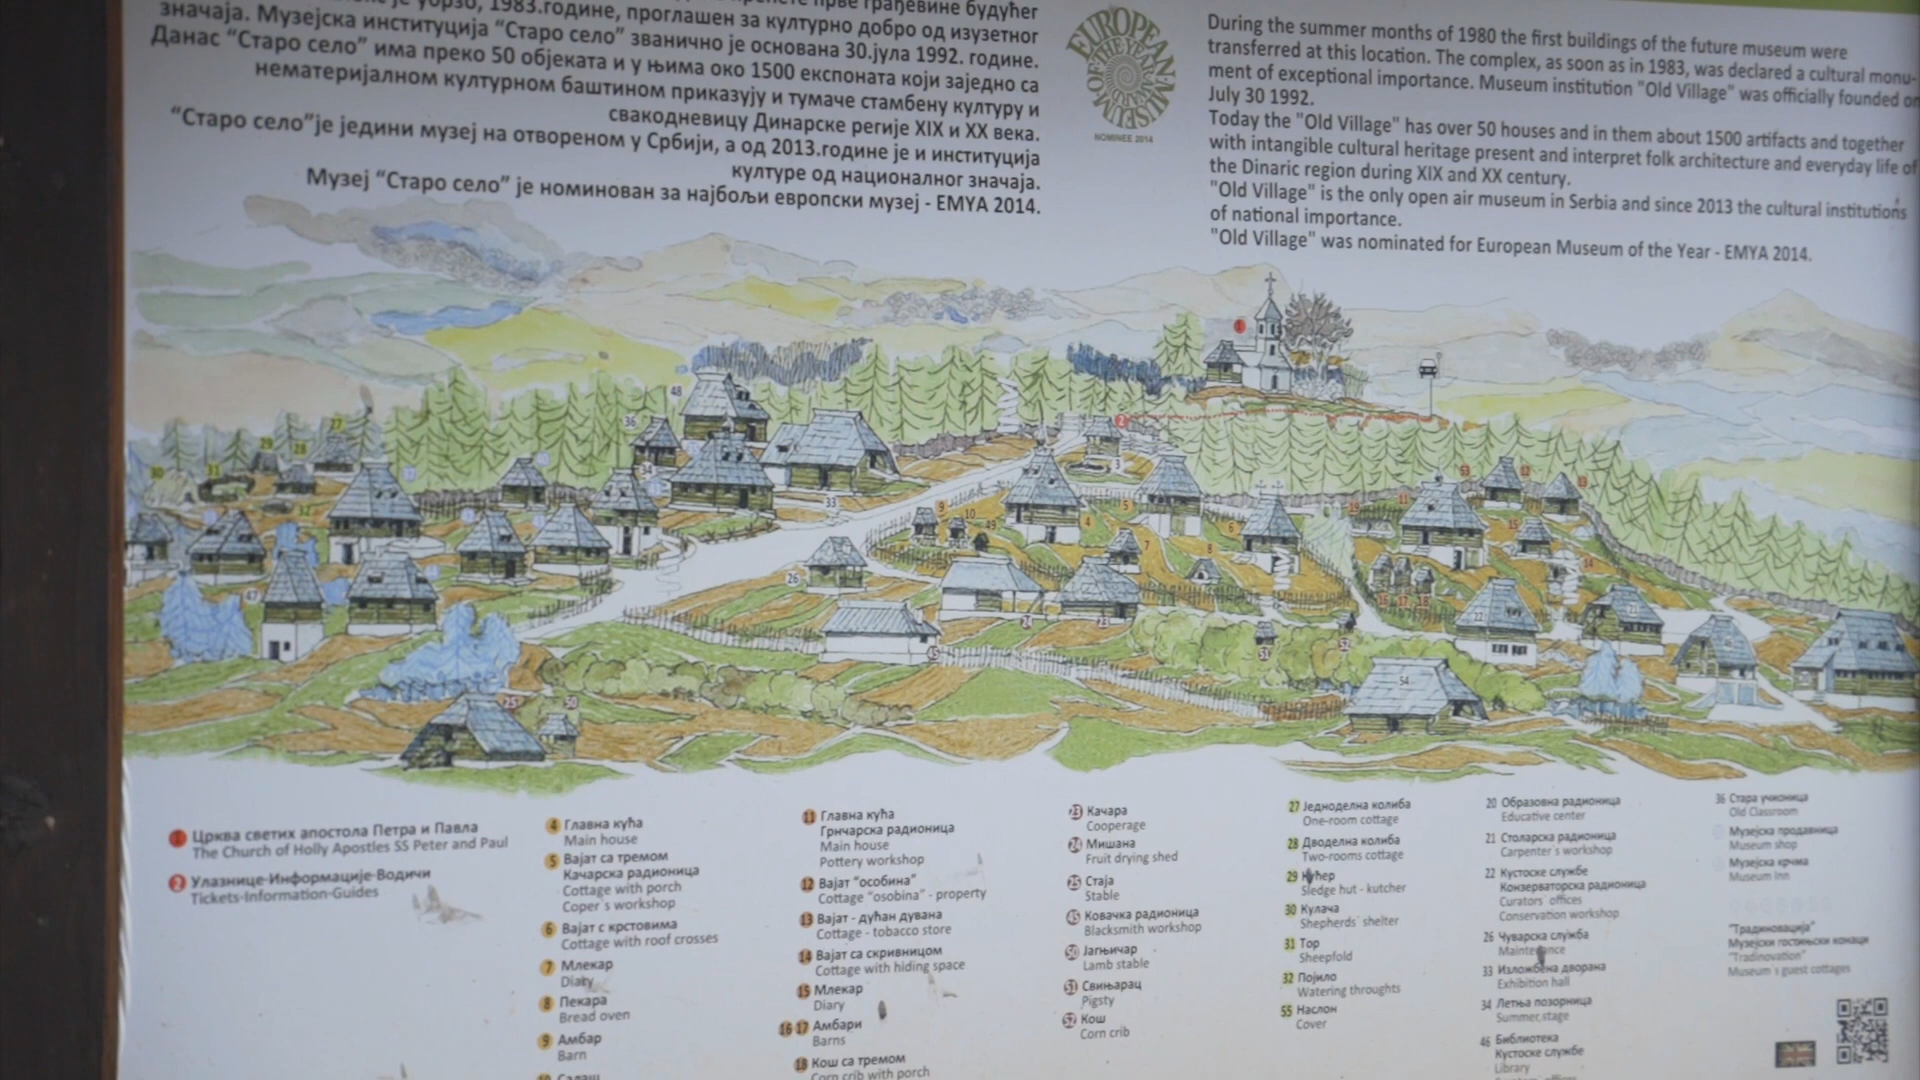 1983.године, проглашен за културно добро од изузетног
значаја. Музејска институција “Старо село” званично је основана 30.јула 1992. године.
Данас “Старо село” има преко 50 објеката и у њима око 1500 експоната који заједно са
нематеријалном културном баштином приказују и тумаче стамбену културу и
свакодневицу Динарске регије XIX и XX века.
“Старо село”је једини музеј на отвореном у Србији, а од 2013.године је и институција
културе од националног значаја.
Музеј “Старо село” је номинован за најбољи европски музеј - EMYA 2014.
EUROPEAN MUSEUM OF THE YEAR AWARD
NOMINEE 2014
During the summer months of 1980 the first buildings of the future museum were
transferred at this location. The complex, as soon as in 1983, was declared a cultural monu-
ment of exceptional importance. Museum institution "Old Village" was officially founded on
July 30 1992.
Today the "Old Village" has over 50 houses and in them about 1500 artifacts and together
with intangible cultural heritage present and interpret folk architecture and everyday life of
the Dinaric region during XIX and XX century.
"Old Village" is the only open air museum in Serbia and since 2013 the cultural institutions
of national importance.
"Old Village" was nominated for European Museum of the Year - EMYA 2014.
1 Црква светих апостола Петра и Павла
The Church of Holly Apostles SS Peter and Paul
2 Улазнице-Информације-Водичи
Tickets-Information-Guides
4 Главна кућа
Main house
5 Вајат са тремом
Качарска радионица
Cottage with porch
Coper`s workshop
6 Вајат с крстовима
Cottage with roof crosses
7 Млекар
Diary
8 Пекара
Bread oven
9 Амбар
Barn
10 Салаш
11 Главна кућа
Грнчарска радионица
Main house
Pottery workshop
12 Вајат “особина”
Cottage “osobina” - property
13 Вајат - дућан дувана
Cottage - tobacco store
14 Вајат са скривницом
Cottage with hiding space
15 Млекар
Diary
16 17 Амбари
Barns
18 Кош са тремом
Corn crib with porch
23 Качара
Cooperage
24 Мишана
Fruit drying shed
25 Стаја
Stable
45 Ковачка радионица
Blacksmith workshop
50 Јагњичар
Lamb stable
51 Свињарац
Pigsty
52 Кош
Corn crib
27 Једноделна колиба
One-room cottage
28 Дводелна колиба
Two-rooms cottage
29 Кућер
Sledge hut - kutcher
30 Кулача
Shepherds` shelter
31 Тор
Sheepfold
32 Појило
Watering throughts
55 Наслон
Cover
20 Образовна радионица
Educative center
21 Столарска радионица
Carpenter`s workshop
22 Кустоске службе
Конзерваторска радионица
Curators` offices
Conservation workshop
26 Чуварска служба
Maintenance
33 Изложбена дворана
Exhibition hall
34 Летња позорница
Summer stage
46 Библиотека
Кустоске службе
Library
36 Стара учионица
Old Classroom
Музејска продавница
Museum shop
Музејска крчма
Museum Inn
"Традиновација"
Музејски гостињски конаци
"Tradinovation"
Museum`s guest cottages